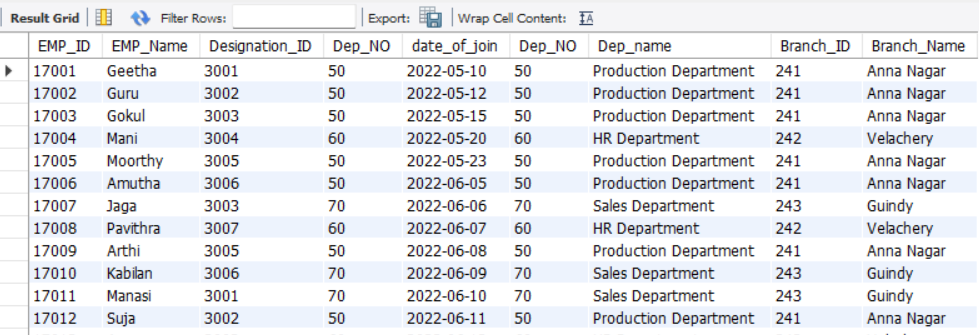 Result Grid Filter Rows: Export: Wrap Cell Content: IA
EMP_ID EMP_Name Designation_ID Dep_NO date_of_join Dep_NO Dep_name Branch_ID Branch_Name
17001 Geetha 3001 50 2022-05-10 50 Production Department 241 Anna Nagar
17002 Guru 3002 50 2022-05-12 50 Production Department 241 Anna Nagar
17003 Gokul 3003 50 2022-05-15 50 Production Department 241 Anna Nagar
17004 Mani 3004 60 2022-05-20 60 HR Department 242 Velachery
17005 Moorthy 3005 50 2022-05-23 50 Production Department 241 Anna Nagar
17006 Amutha 3006 50 2022-06-05 50 Production Department 241 Anna Nagar
17007 Jaga 3003 70 2022-06-06 70 Sales Department 243 Guindy
17008 Pavithra 3007 60 2022-06-07 60 HR Department 242 Velachery
17009 Arthi 3005 50 2022-06-08 50 Production Department 241 Anna Nagar
17010 Kabilan 3006 70 2022-06-09 70 Sales Department 243 Guindy
17011 Manasi 3001 70 2022-06-10 70 Sales Department 243 Guindy
17012 Suja 3002 50 2022-06-11 50 Production Department 241 Anna Nagar